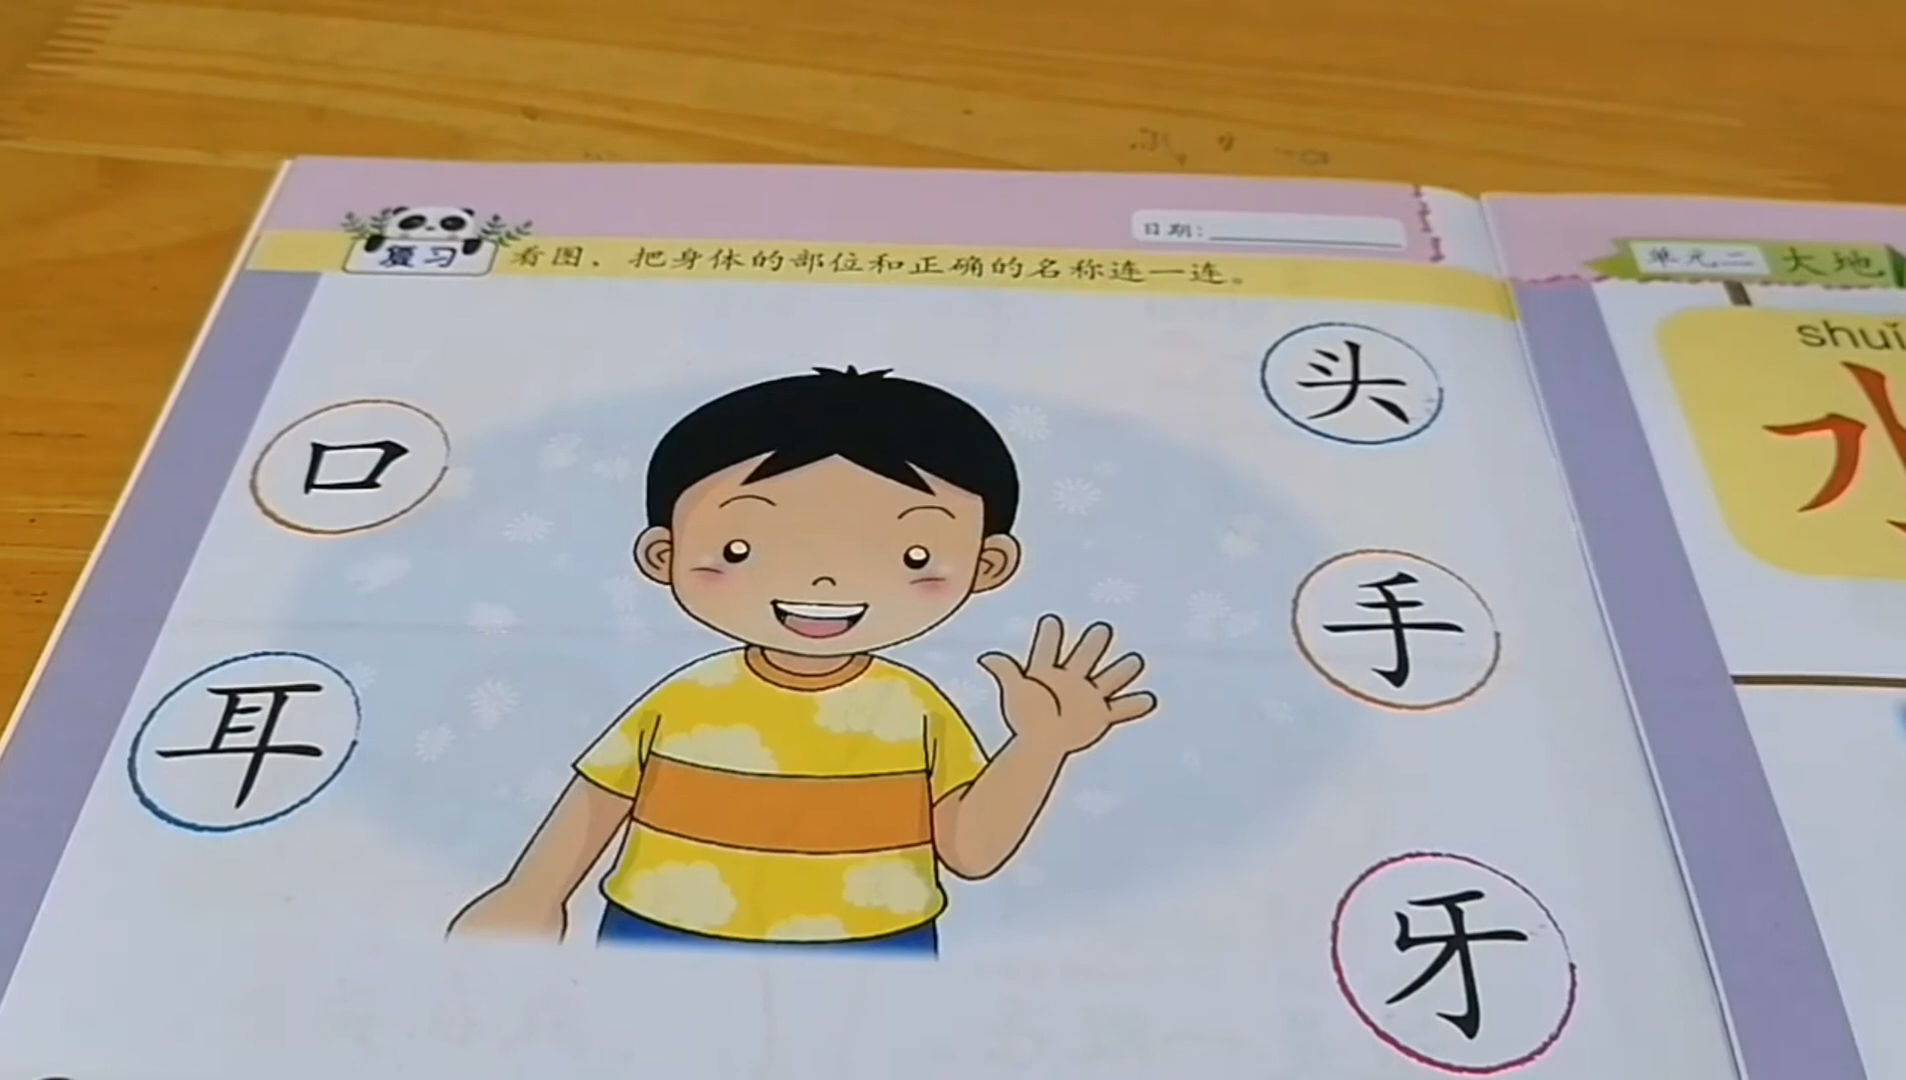 日期:
复习 看图，把身体的部位和正确的名称连一连。
头
口
手
耳
牙
单元二 大地
shuǐ
水